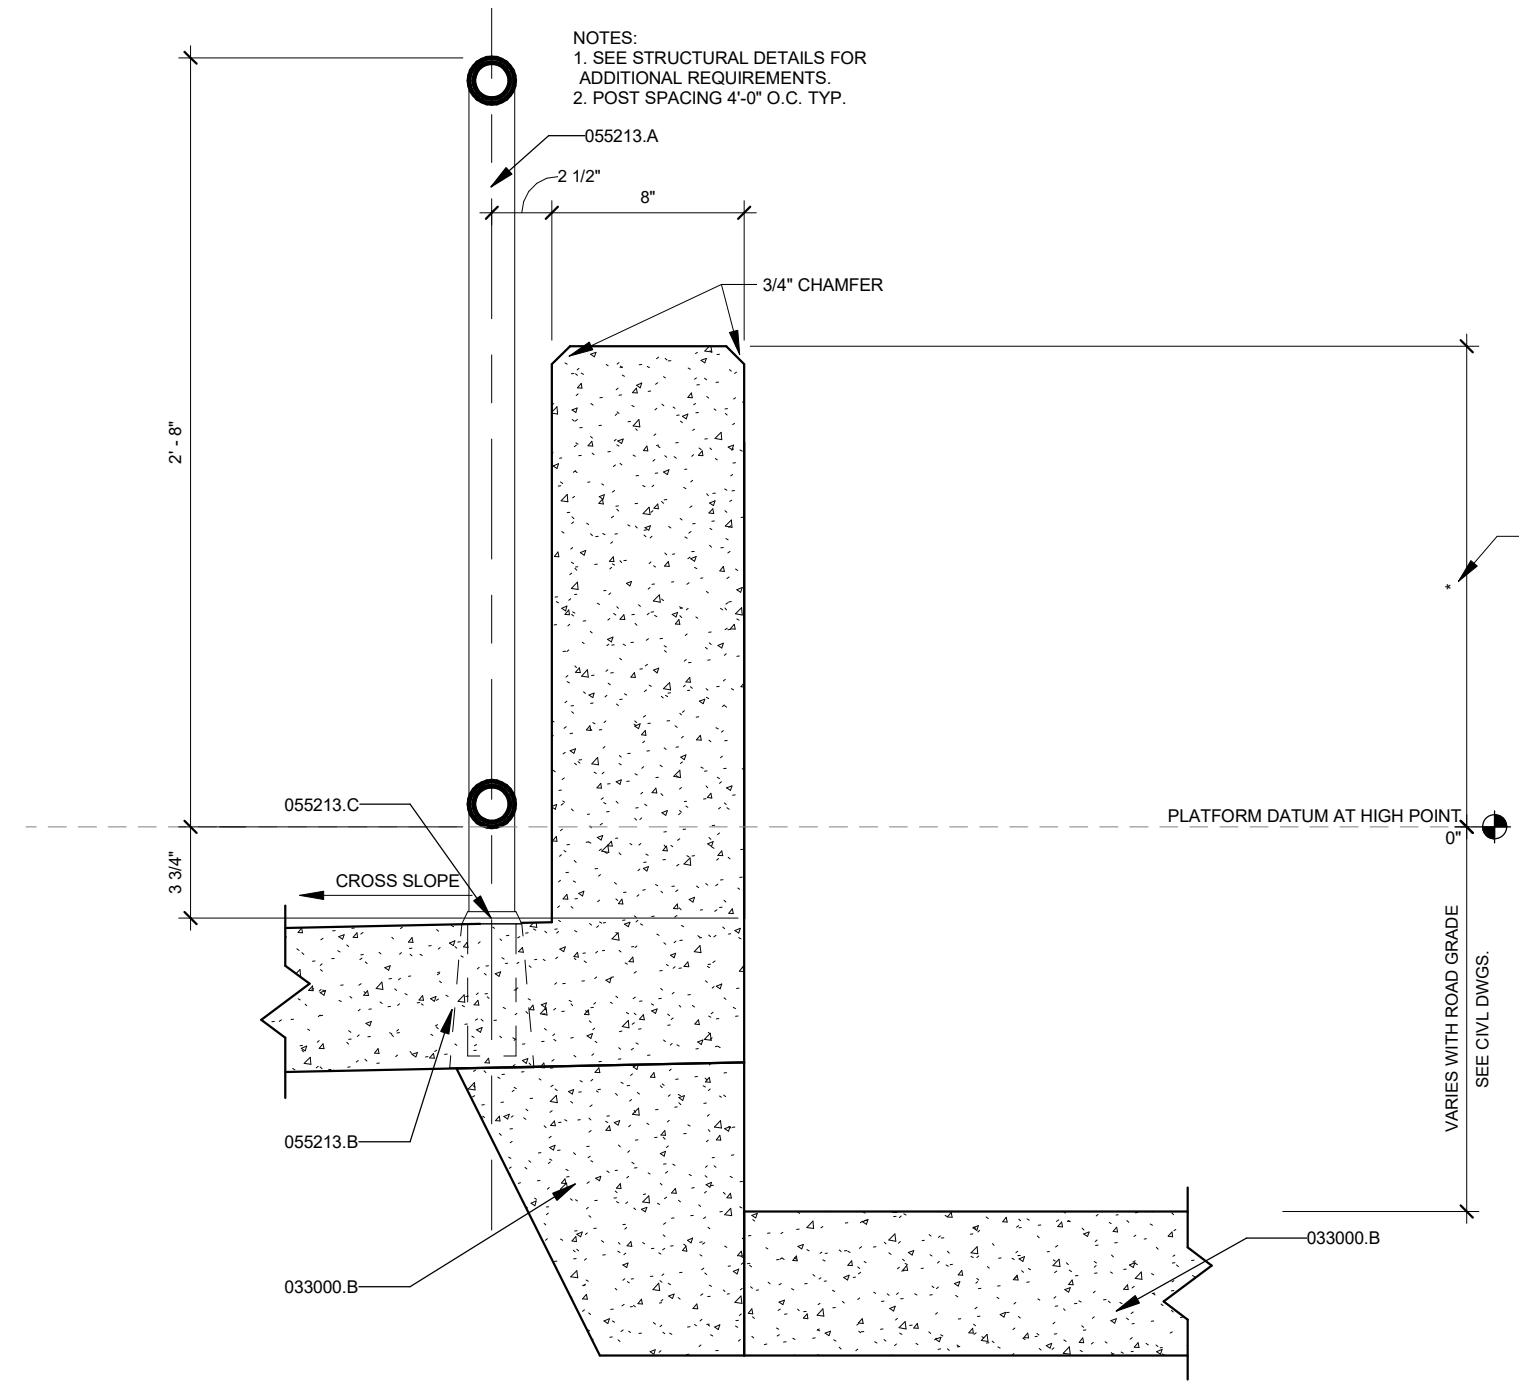 NOTES:
1. SEE STRUCTURAL DETAILS FOR
ADDITIONAL REQUIREMENTS.
2. POST SPACING 4'-0" O.C. TYP.
055213.A
2 1/2"
8"
3/4" CHAMFER
2' - 8"
*
055213.C
PLATFORM DATUM AT HIGH POINT
0"
3 3/4"
CROSS SLOPE
VARIES WITH ROAD GRADE
SEE CIVL DWGS.
055213.B
033000.B
033000.B